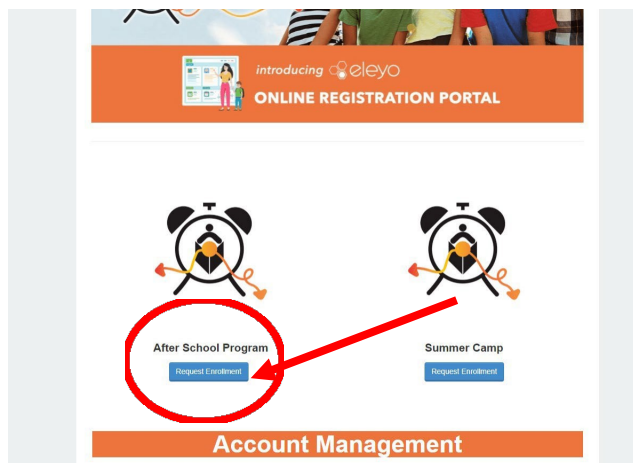 introducing eleyo
ONLINE REGISTRATION PORTAL
After School Program
Summer Camp
Request Enrollment
Request Enrollment
Account Management